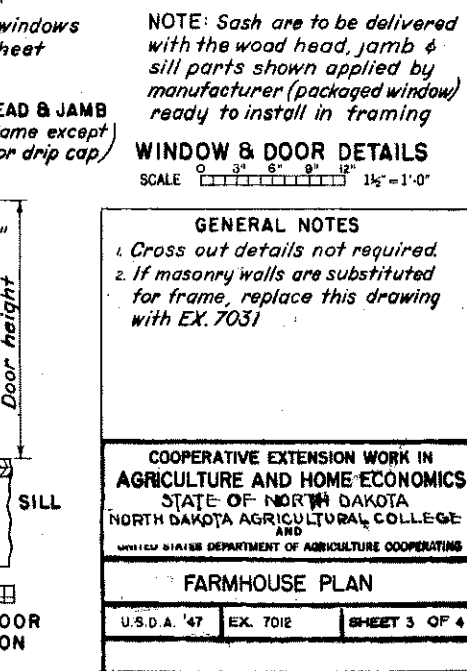 windows
heet
EAD & JAMB
ame except)
or drip cap)
Door height
SILL
OOR
ON
NOTE: Sash are to be delivered
with the wood head, jamb &
sill parts shown applied by
manufacturer (packaged window)
ready to install in framing
WINDOW & DOOR DETAILS
SCALE 0 3" 6" 9" 12" 1½"=1'-0"
GENERAL NOTES
1. Cross out details not required.
2. If masonry walls are substituted
for frame, replace this drawing
with EX. 7031
COOPERATIVE EXTENSION WORK IN
AGRICULTURE AND HOME ECONOMICS
STATE OF NORTH DAKOTA
NORTH DAKOTA AGRICULTURAL COLLEGE
AND
UNITED STATES DEPARTMENT OF AGRICULTURE COOPERATING
FARMHOUSE PLAN
U.S.D.A. '47 EX. 7012 SHEET 3 OF 4